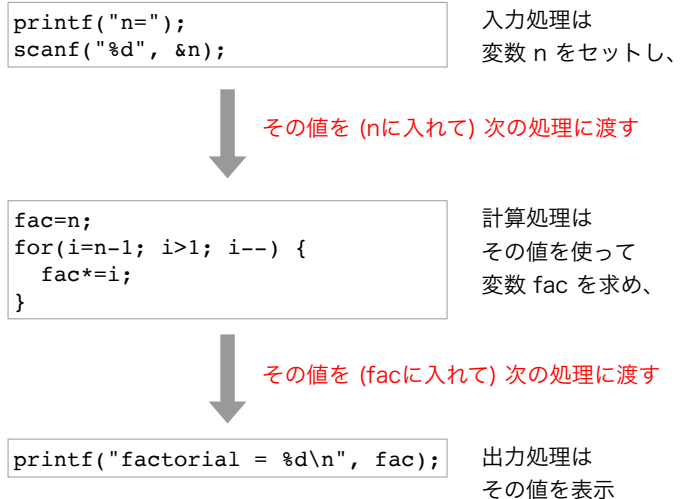 printf("n=");
scanf("%d", &n);
入力処理は
変数 n をセットし、
その値を (nに入れて) 次の処理に渡す
fac=n;
for(i=n-1; i>1; i--) {
  fac*=i;
}
計算処理は
その値を使って
変数 fac を求め、
その値を (facに入れて) 次の処理に渡す
printf("factorial = %d\n", fac);
出力処理は
その値を表示